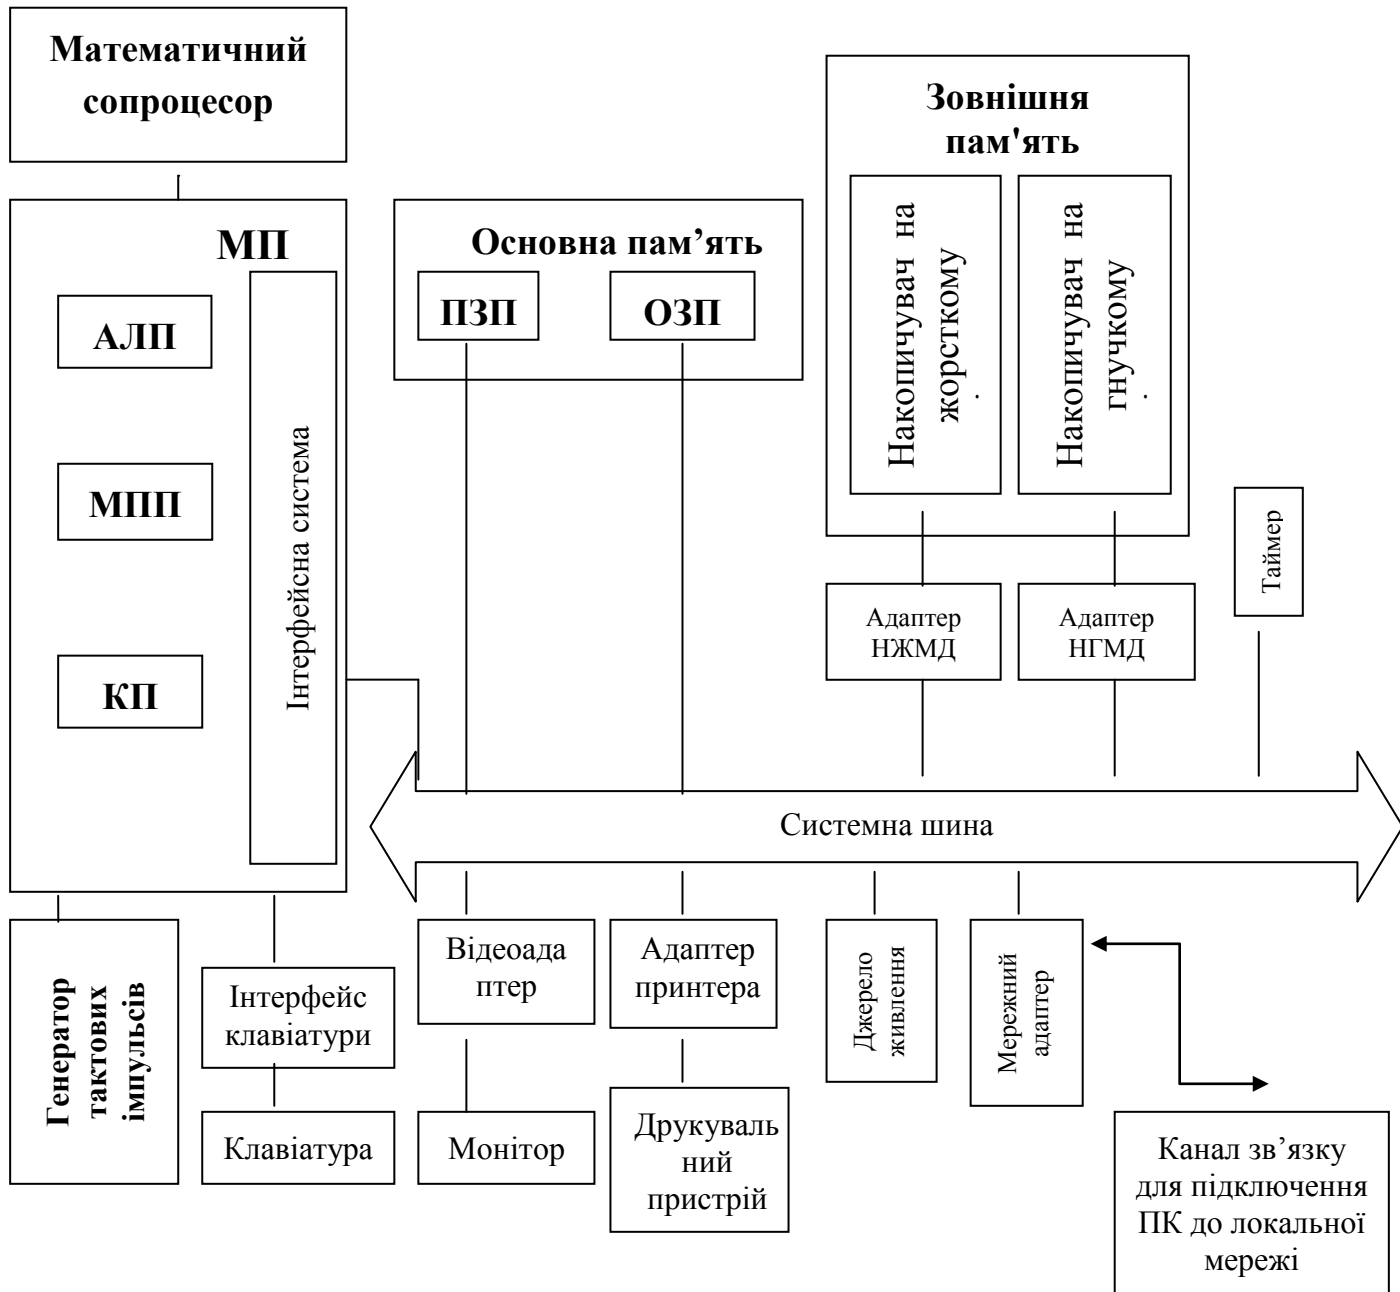 Математичний
сопроцесор
МП
АЛП
МПП
КП
Інтерфейсна система
Основна пам’ять
ПЗП
ОЗП
Зовнішня
пам'ять
Накопичувач на
жорсткому
Накопичувач на
гнучкому
Адаптер
НЖМД
Адаптер
НГМД
Таймер
Системна шина
Генератор
тактових
імпульсів
Інтерфейс
клавіатури
Клавіатура
Відеоада
птер
Монітор
Адаптер
принтера
Друкуваль
ний
пристрій
Джерело
живлення
Мережний
адаптер
Канал зв’язку
для підключення
ПК до локальної
мережі